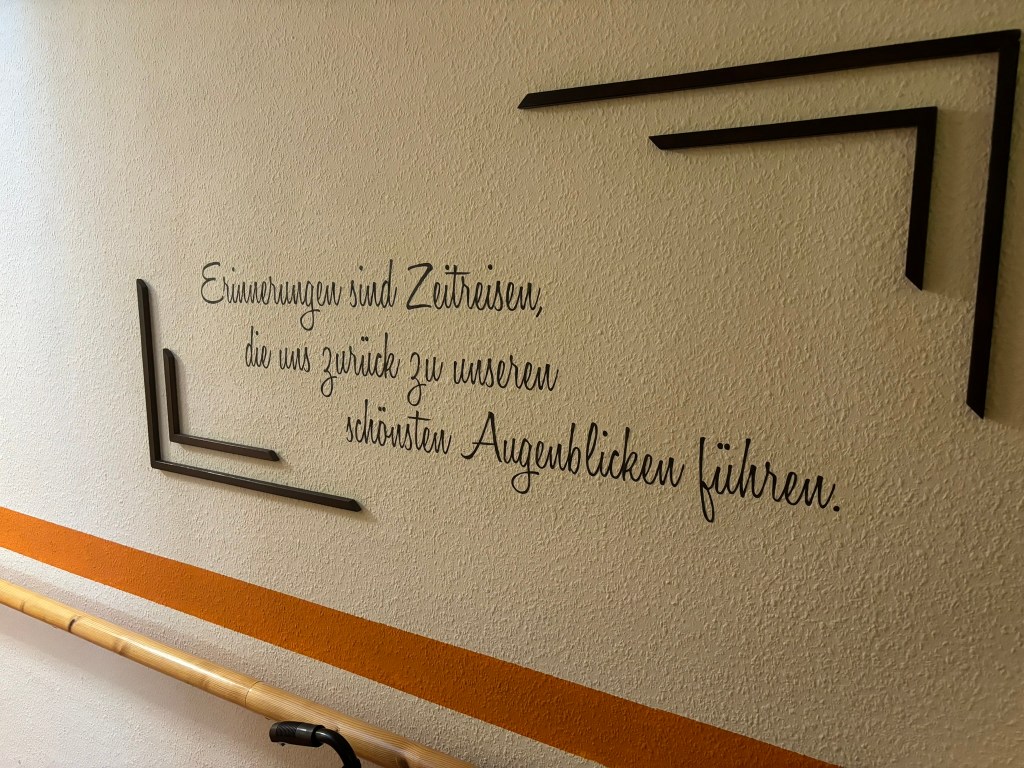 Erinnerungen sind Zeitreisen,
die uns zurück zu unseren
schönsten Augenblicken führen.